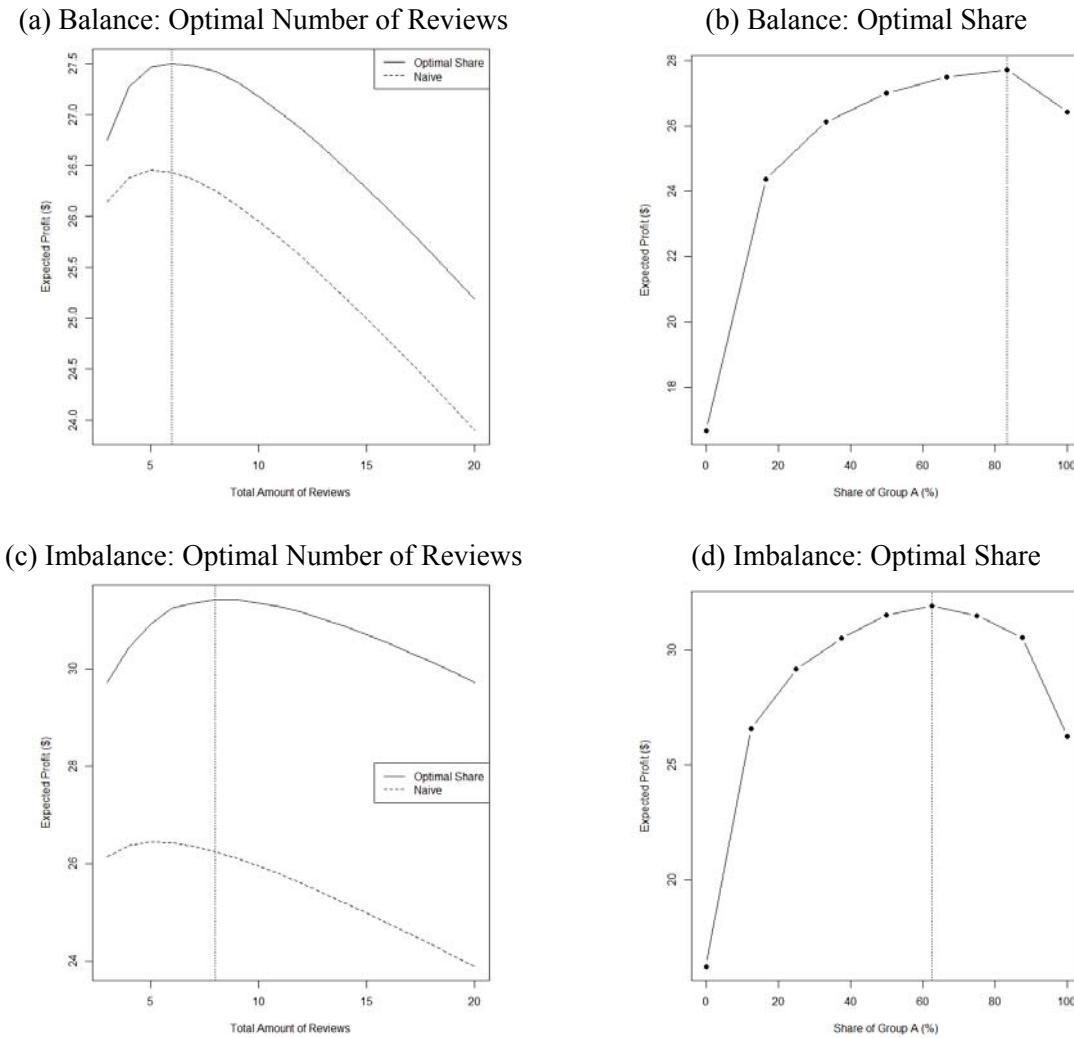 (a) Balance: Optimal Number of Reviews
Optimal Share
Naive
Expected Profit ($)
27.5
27.0
26.5
26.0
25.5
25.0
24.5
24.0
5
10
15
20
Total Amount of Reviews
(b) Balance: Optimal Share
Expected Profit ($)
28
26
24
22
20
18
0
20
40
60
80
100
Share of Group A (%)
(c) Imbalance: Optimal Number of Reviews
Optimal Share
Naive
Expected Profit ($)
30
28
26
24
5
10
15
20
Total Amount of Reviews
(d) Imbalance: Optimal Share
Expected Profit ($)
30
25
20
0
20
40
60
80
100
Share of Group A (%)